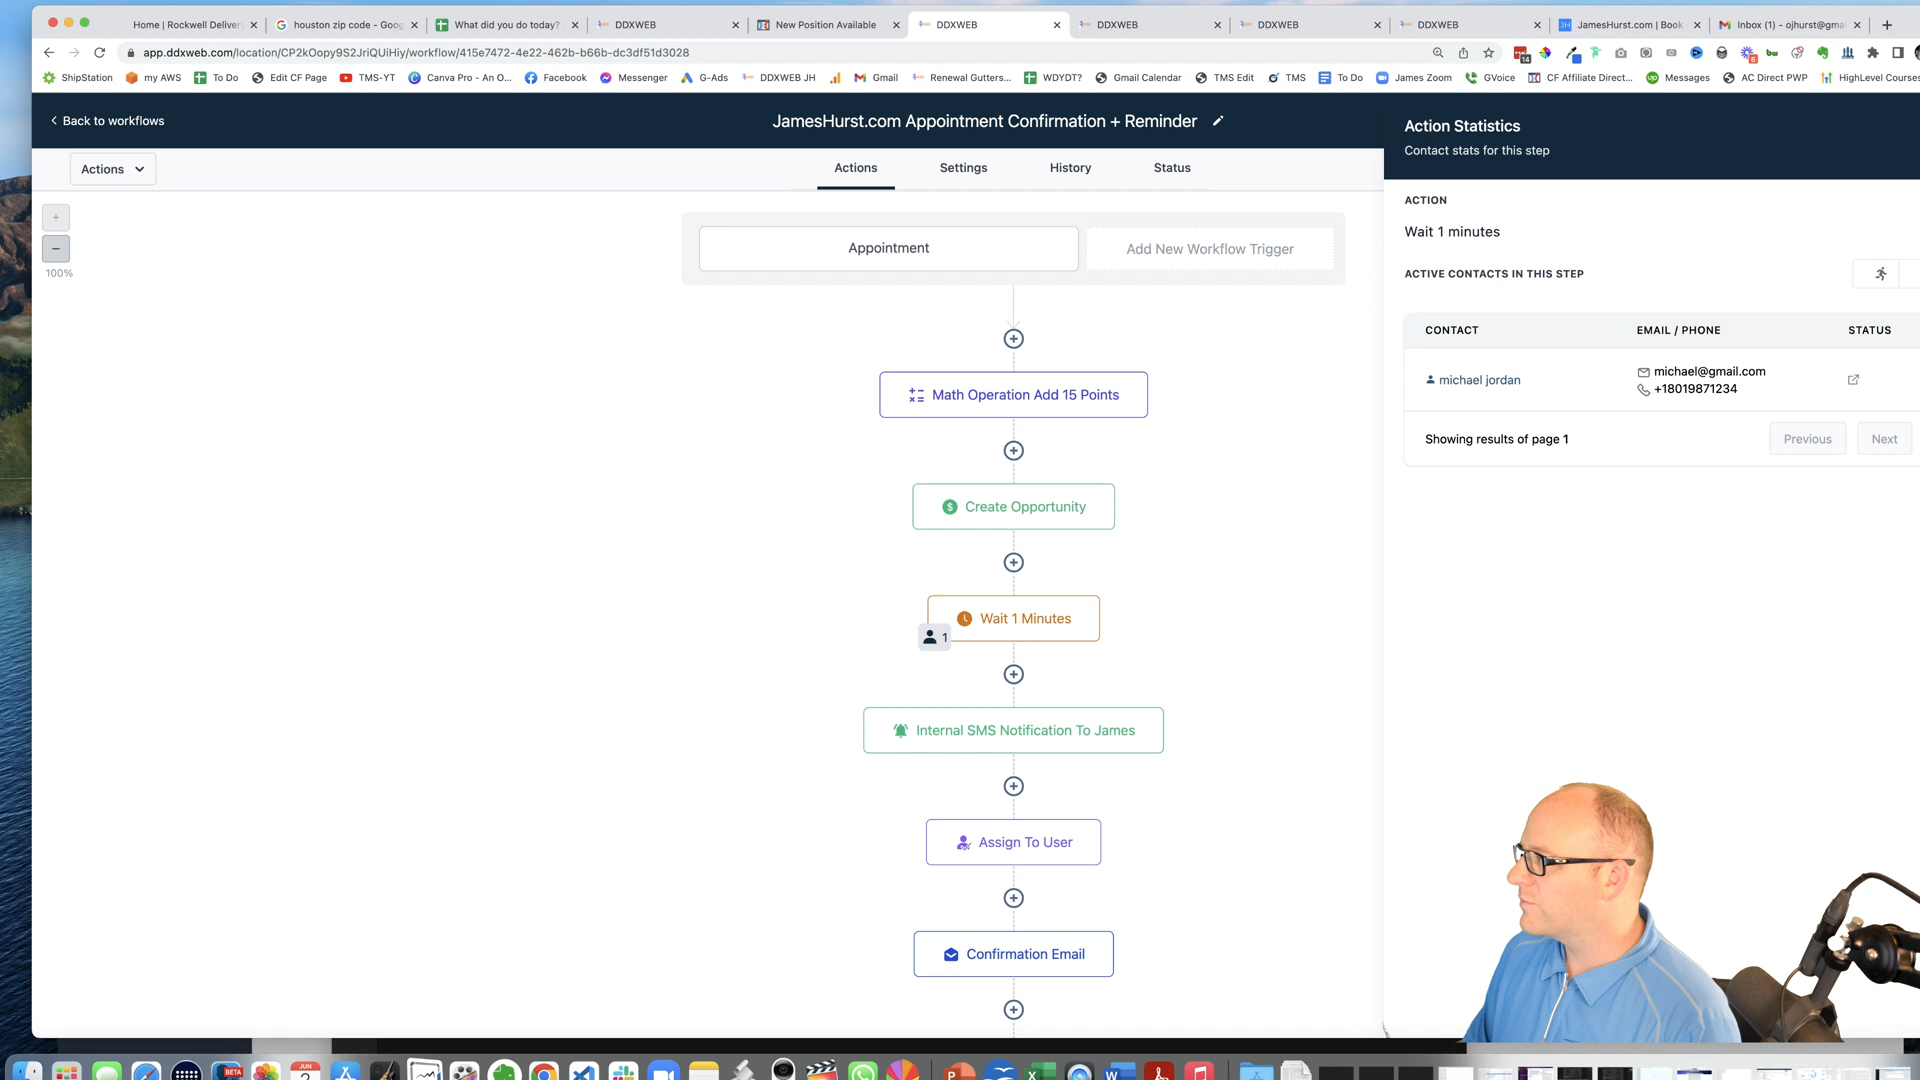 Home | Rockwell Deliver
houston zip code - Goog
What did you do today?
DDXWEB
New Position Available
DDXWEB
DDXWEB
DDXWEB
DDXWEB
JamesHurst.com | Book
Inbox (1) - ojhurst@gma
app.ddxweb.com/location/CP2kOopy9S2JriQUiHiy/workflow/415e7472-4e22-462b-b66b-dc3df51d3028
ShipStation
my AWS
To Do
Edit CF Page
TMS-YT
Canva Pro - An O...
Facebook
Messenger
G-Ads
DDXWEB JH
Gmail
Renewal Gutters...
WDYDT?
Gmail Calendar
TMS Edit
TMS
To Do
James Zoom
GVoice
CF Affiliate Direct...
Messages
AC Direct PWP
HighLevel Courses
Back to workflows
JamesHurst.com Appointment Confirmation + Reminder
Actions
Actions
Settings
History
Status
100%
Appointment
Add New Workflow Trigger
Math Operation Add 15 Points
Create Opportunity
Wait 1 Minutes
1
Internal SMS Notification To James
Assign To User
Confirmation Email
Action Statistics
Contact stats for this step
ACTION
Wait 1 minutes
ACTIVE CONTACTS IN THIS STEP
CONTACT
EMAIL / PHONE
STATUS
michael jordan
michael@gmail.com
+18019871234
Showing results of page 1
Previous
Next
BETA
JUN